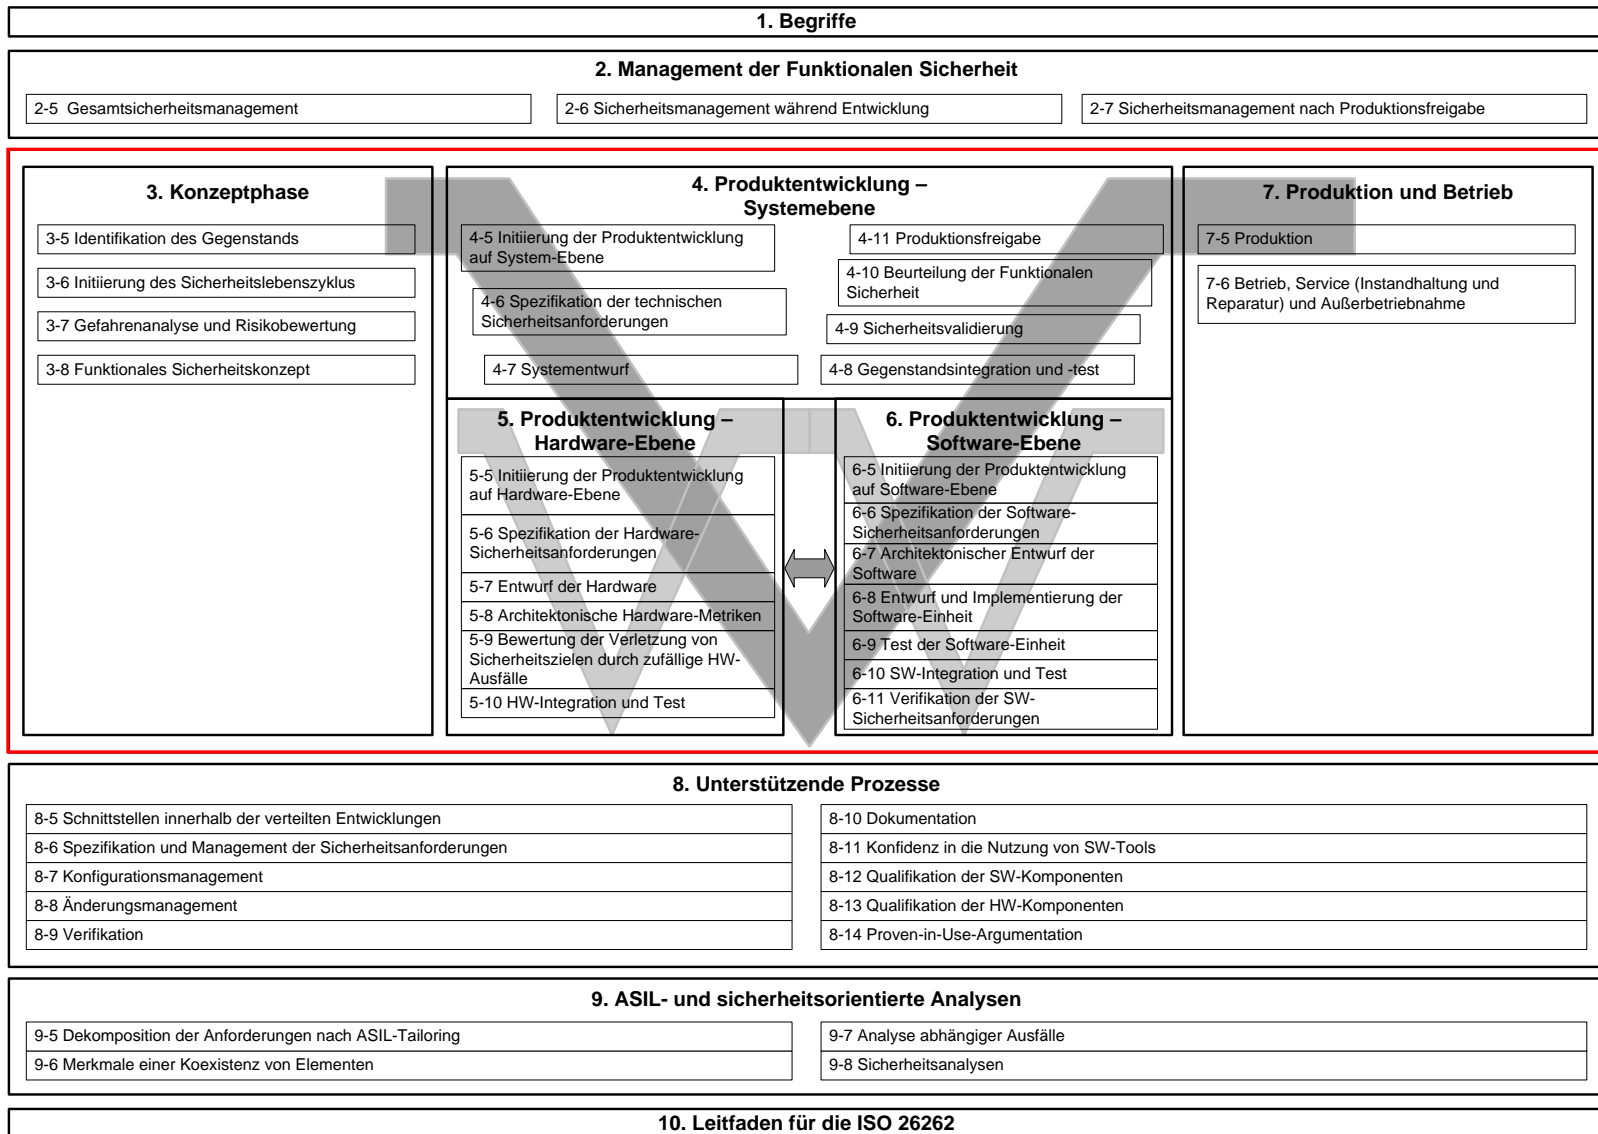 1. Begriffe
2. Management der Funktionalen Sicherheit
2-5 Gesamtsicherheitsmanagement
2-6 Sicherheitsmanagement während Entwicklung
2-7 Sicherheitsmanagement nach Produktionsfreigabe
3. Konzeptphase
3-5 Identifikation des Gegenstands
3-6 Initiierung des Sicherheitslebenszyklus
3-7 Gefahrenanalyse und Risikobewertung
3-8 Funktionales Sicherheitskonzept
4. Produktentwicklung –
Systemebene
4-5 Initiierung der Produktentwicklung
auf System-Ebene
4-6 Spezifikation der technischen
Sicherheitsanforderungen
4-7 Systementwurf
4-11 Produktionsfreigabe
4-10 Beurteilung der Funktionalen
Sicherheit
4-9 Sicherheitsvalidierung
4-8 Gegenstandsintegration und -test
5. Produktentwicklung –
Hardware-Ebene
5-5 Initiierung der Produktentwicklung
auf Hardware-Ebene
5-6 Spezifikation der Hardware-
Sicherheitsanforderungen
5-7 Entwurf der Hardware
5-8 Architektonische Hardware-Metriken
5-9 Bewertung der Verletzung von
Sicherheitszielen durch zufällige HW-
Ausfälle
5-10 HW-Integration und Test
6. Produktentwicklung –
Software-Ebene
6-5 Initiierung der Produktentwicklung
auf Software-Ebene
6-6 Spezifikation der Software-
Sicherheitsanforderungen
6-7 Architektonischer Entwurf der
Software
6-8 Entwurf und Implementierung der
Software-Einheit
6-9 Test der Software-Einheit
6-10 SW-Integration und Test
6-11 Verifikation der SW-
Sicherheitsanforderungen
7. Produktion und Betrieb
7-5 Produktion
7-6 Betrieb, Service (Instandhaltung und
Reparatur) und Außerbetriebnahme
8. Unterstützende Prozesse
8-5 Schnittstellen innerhalb der verteilten Entwicklungen
8-6 Spezifikation und Management der Sicherheitsanforderungen
8-7 Konfigurationsmanagement
8-8 Änderungsmanagement
8-9 Verifikation
8-10 Dokumentation
8-11 Konfidenz in die Nutzung von SW-Tools
8-12 Qualifikation der SW-Komponenten
8-13 Qualifikation der HW-Komponenten
8-14 Proven-in-Use-Argumentation
9. ASIL- und sicherheitsorientierte Analysen
9-5 Dekomposition der Anforderungen nach ASIL-Tailoring
9-6 Merkmale einer Koexistenz von Elementen
9-7 Analyse abhängiger Ausfälle
9-8 Sicherheitsanalysen
10. Leitfaden für die ISO 26262